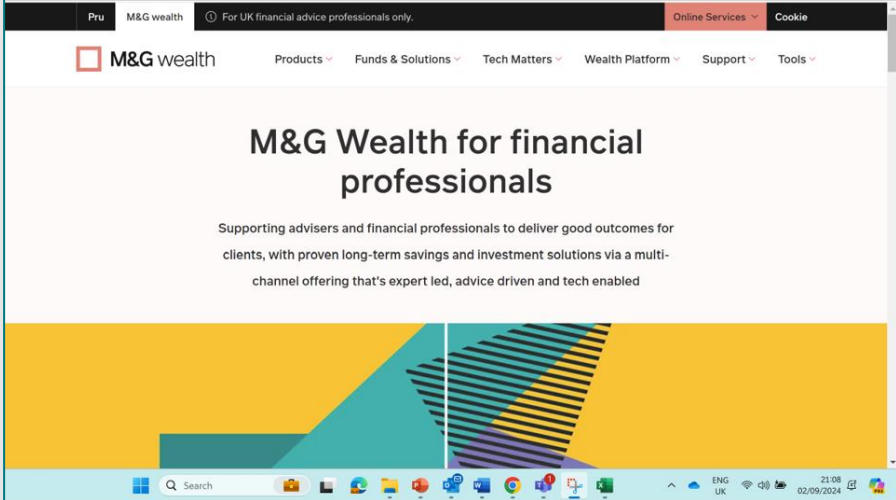 Pru M&G wealth For UK financial advice professionals only. Online Services Cookie
M&G wealth Products Funds & Solutions Tech Matters Wealth Platform Support Tools
M&G Wealth for financial
professionals
Supporting advisers and financial professionals to deliver good outcomes for
clients, with proven long-term savings and investment solutions via a multi-
channel offering that's expert led, advice driven and tech enabled
Search ENG 21:08
UK 02/09/2024